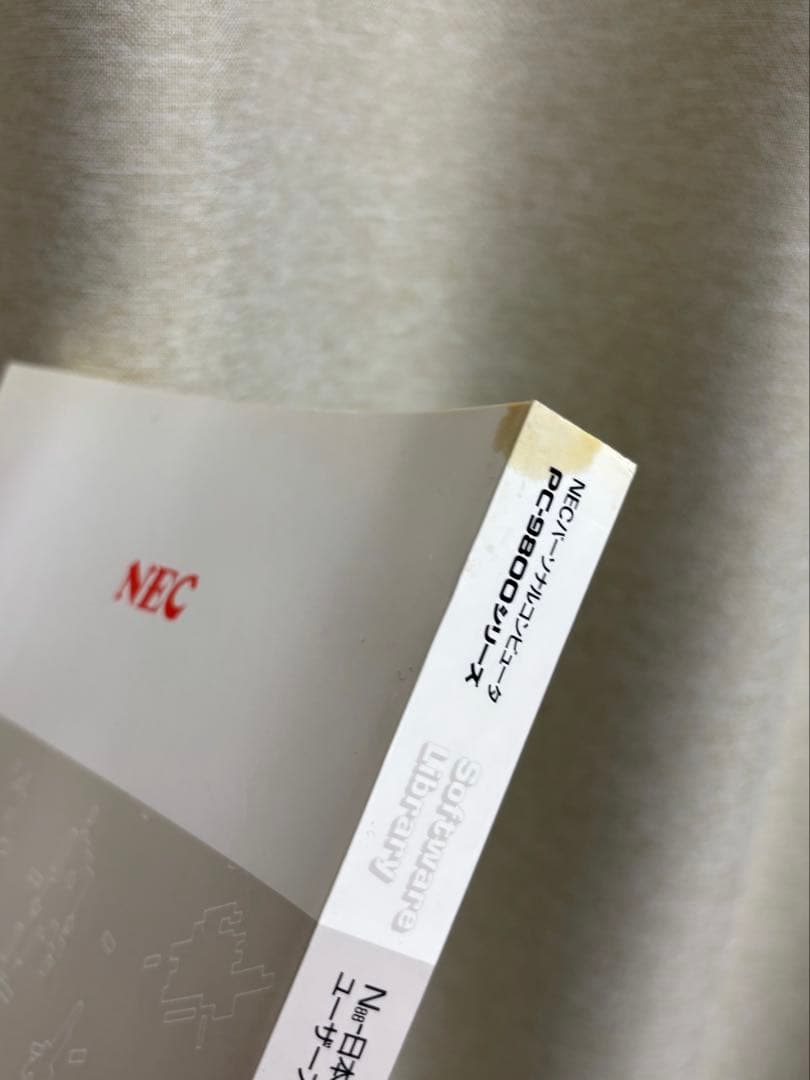 NEC
NECパーソナルコンピュータ
PC-9800シリーズ
Software
Library
N88-日本
ユーザー